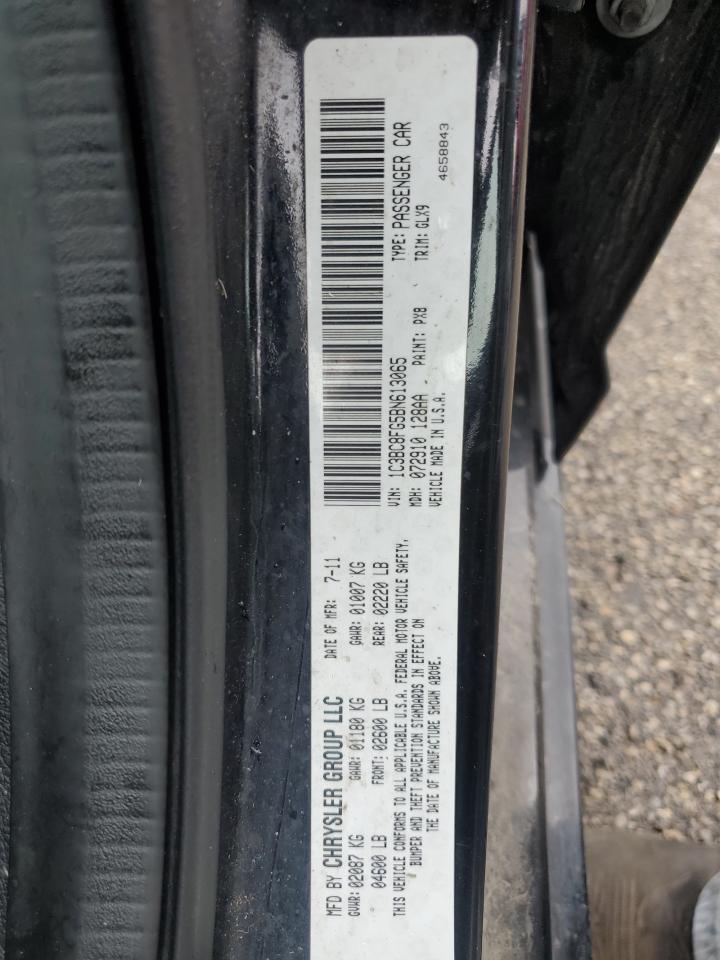 MFD BY CHRYSLER GROUP LLC DATE OF MFR: 7-11
GVWR: 02087 KG GAWR: 01180 KG GAWR: 01007 KG
04600 LB FRONT: 02600 LB REAR: 02220 LB
THIS VEHICLE CONFORMS TO ALL APPLICABLE U.S.A. FEDERAL MOTOR VEHICLE SAFETY,
BUMPER AND THEFT PREVENTION STANDARDS IN EFFECT ON
THE DATE OF MANUFACTURE SHOWN ABOVE.
VIN: 1C3BC8FG5BN613065 TYPE: PASSENGER CAR
MDH: 072910 128AA PAINT: PXB TRIM: GLX9
VEHICLE MADE IN U.S.A. 4658843